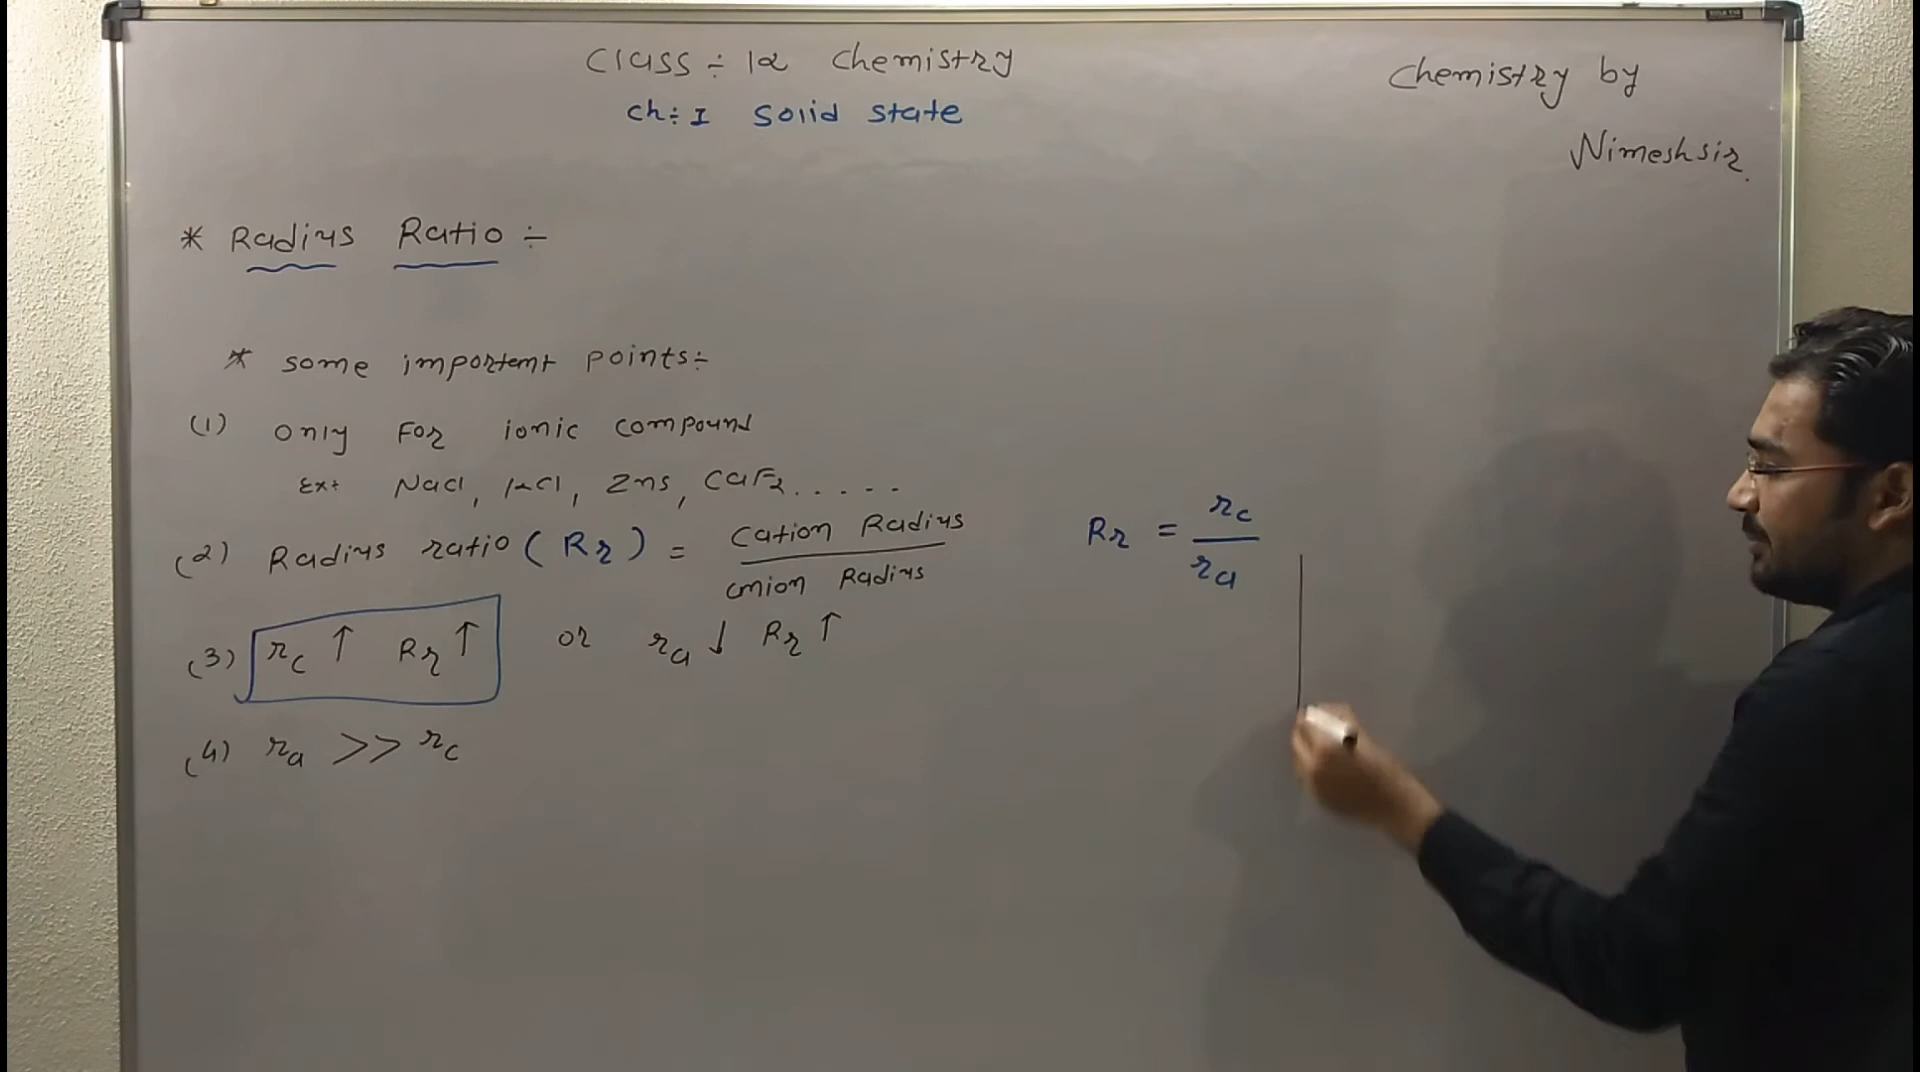 Class÷ 12 Chemistry
Ch÷ I Solid state
Chemistry by
Nimesh sir.
* Radius Ratio ÷
* some important points÷
(1) only For ionic compound
Ex÷ NaCl, KCl, ZnS, CaF₂.....
(2) Radius ratio (Rr) = Cation Radius
anion Radius
Rr = rc
ra
(3) rc ↑ Rr ↑ or ra ↓ Rr ↑
(4) ra >> rc